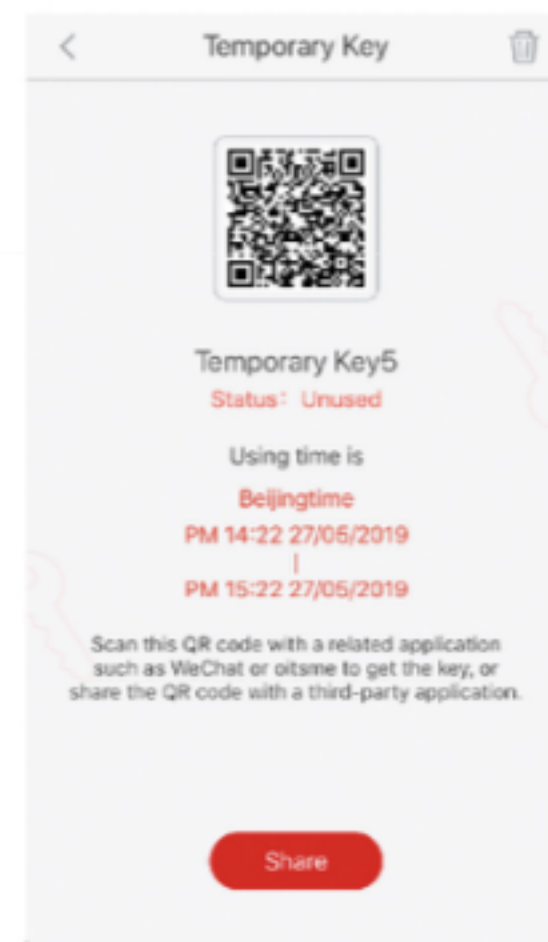 Temporary Key
Temporary Key5
Status: Unused
Using time is
Beijingtime
PM 14:22 27/05/2019
|
PM 15:22 27/05/2019
Scan this QR code with a related application
such as WeChat or oitsme to get the key, or
share the QR code with a third-party application.
Share